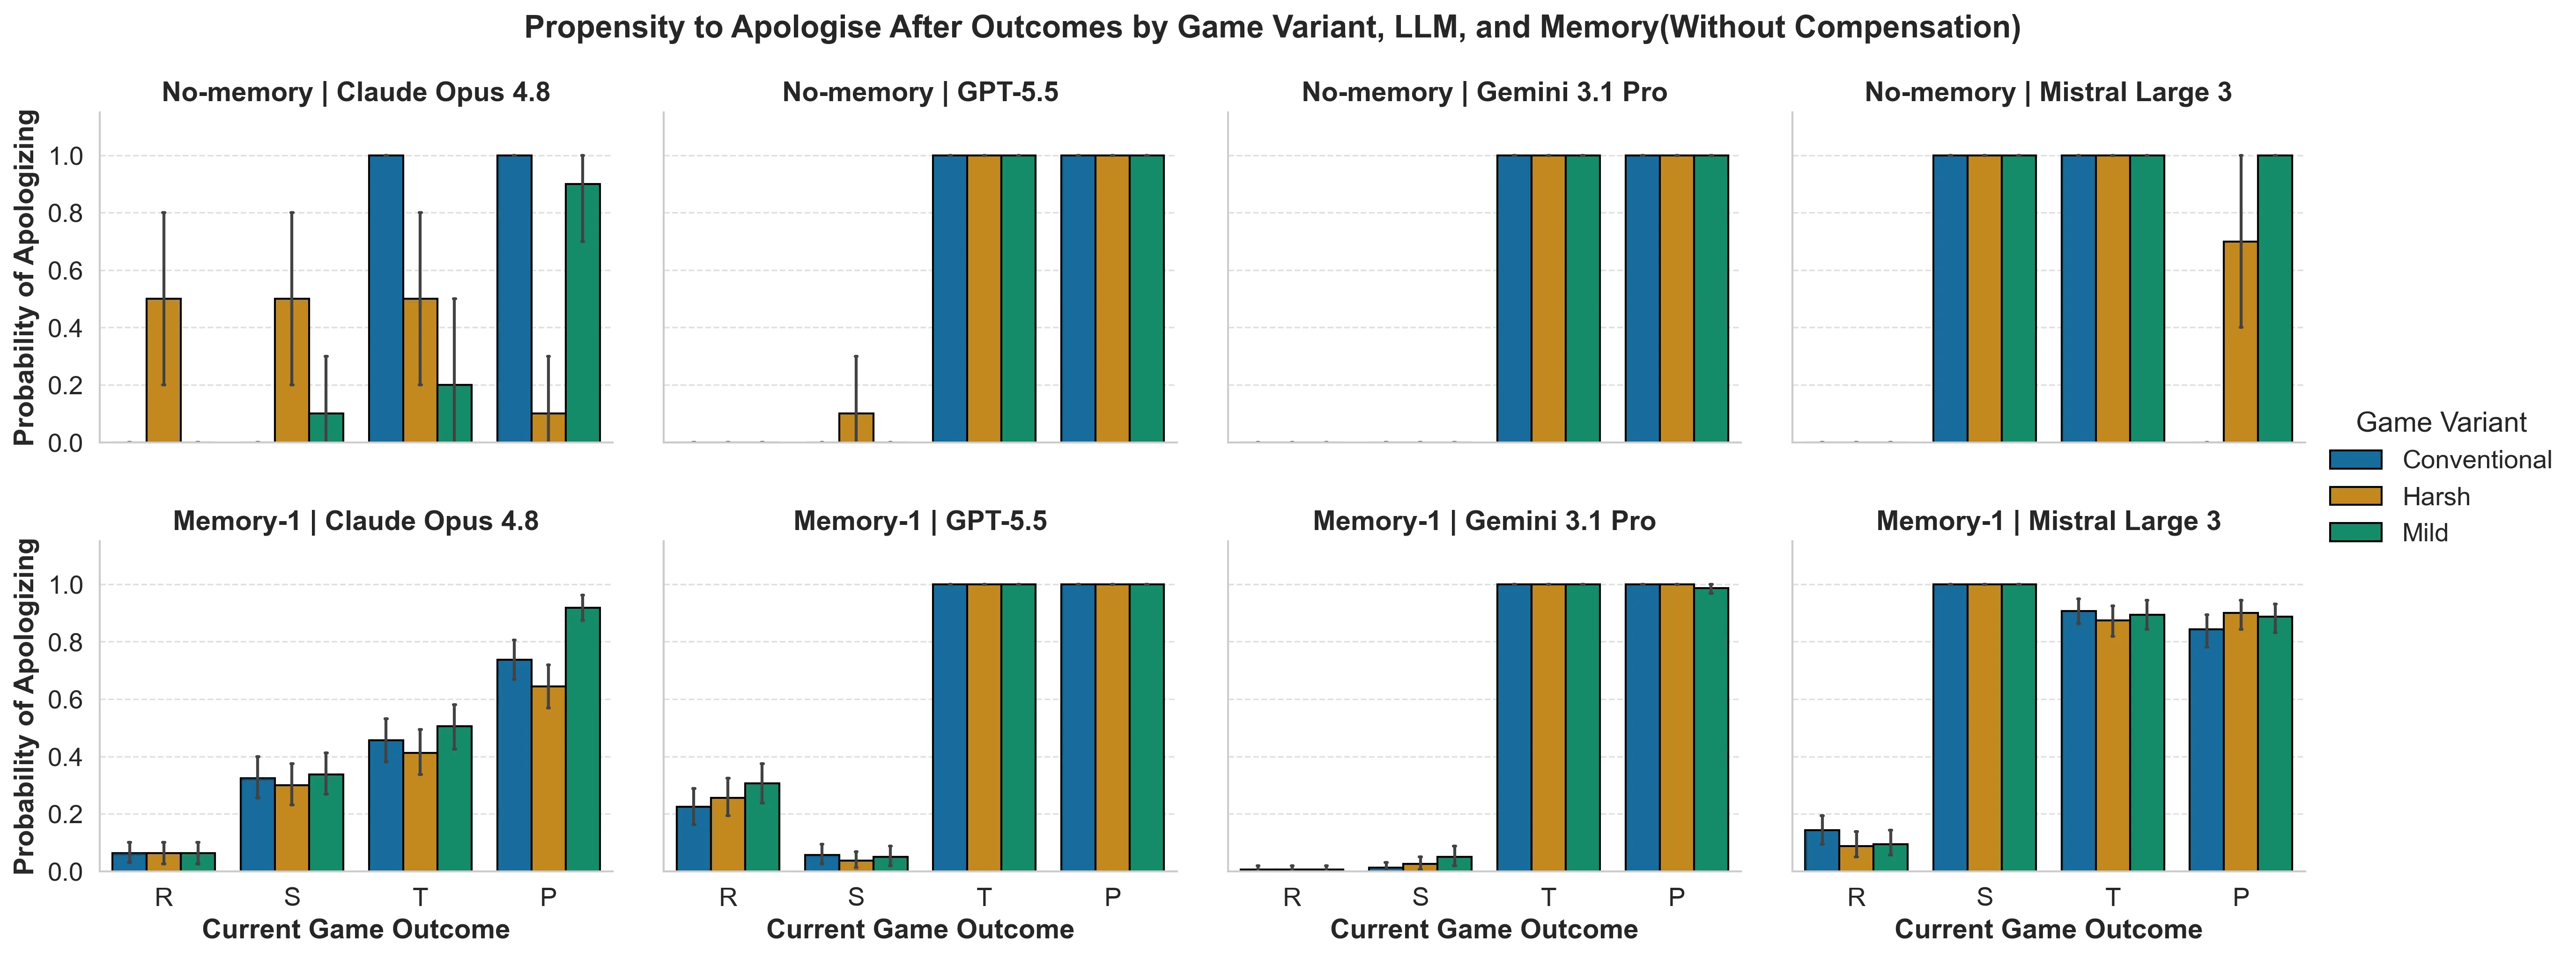 Propensity to Apologise After Outcomes by Game Variant, LLM, and Memory(Without Compensation)
No-memory | Claude Opus 4.8
No-memory | GPT-5.5
No-memory | Gemini 3.1 Pro
No-memory | Mistral Large 3
Probability of Apologizing
1.0
0.8
0.6
0.4
0.2
0.0
Game Variant
Conventional
Harsh
Mild
Memory-1 | Claude Opus 4.8
Memory-1 | GPT-5.5
Memory-1 | Gemini 3.1 Pro
Memory-1 | Mistral Large 3
Probability of Apologizing
1.0
0.8
0.6
0.4
0.2
0.0
R S T P
R S T P
R S T P
R S T P
Current Game Outcome
Current Game Outcome
Current Game Outcome
Current Game Outcome